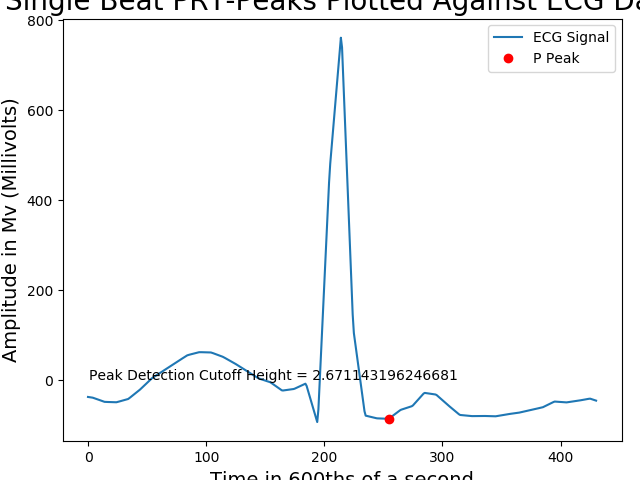 Single Beat PRT-Peaks Plotted Against ECG Da
ECG Signal
P Peak
Amplitude in Mv (Millivolts)
800
600
400
200
0
Peak Detection Cutoff Height = 2.671143196246681
0 100 200 300 400
Time in 600ths of a second